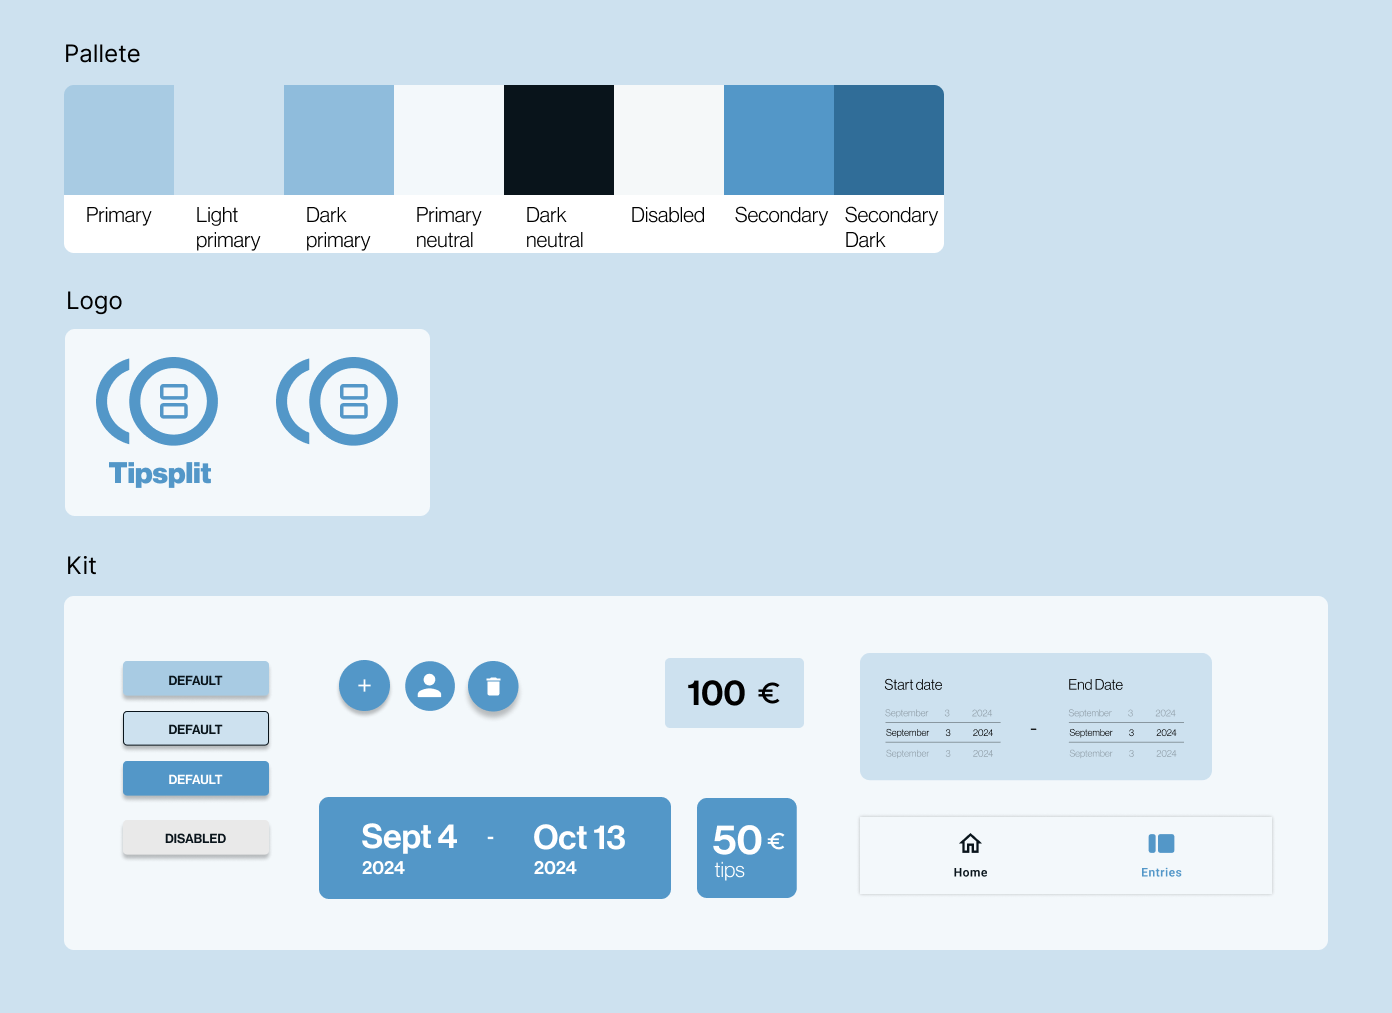 Pallete
Primary
Light
primary
Dark
primary
Primary
neutral
Dark
neutral
Disabled
Secondary
Secondary
Dark
Logo
Tipsplit
Kit
DEFAULT
DEFAULT
DEFAULT
DISABLED
+
100 €
Sept 4 - Oct 13
2024 2024
50 €
tips
Start date End Date
September 3 2024 September 3 2024
September 3 2024 - September 3 2024
September 3 2024 September 3 2024
Home Entries